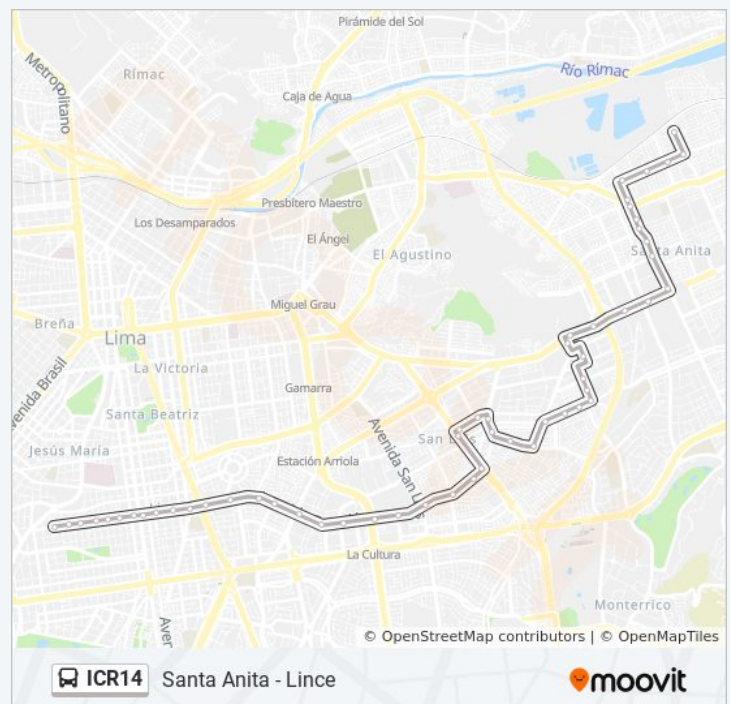 Pirámide del Sol
Río Rímac
Metropolitano
Rímac
Caja de Agua
Presbítero Maestro
Los Desamparados
El Ángel
El Agustino
Santa Anita
Miguel Grau
Breña
Lima
La Victoria
Avenida Brasil
Gamarra
Santa Beatriz
Avenida San Luis
San Luis
Jesús María
Estación Arriola
La Cultura
Monterrico
Aver
© OpenStreetMap contributors | © OpenMapTiles
ICR14 Santa Anita - Lince
moovit